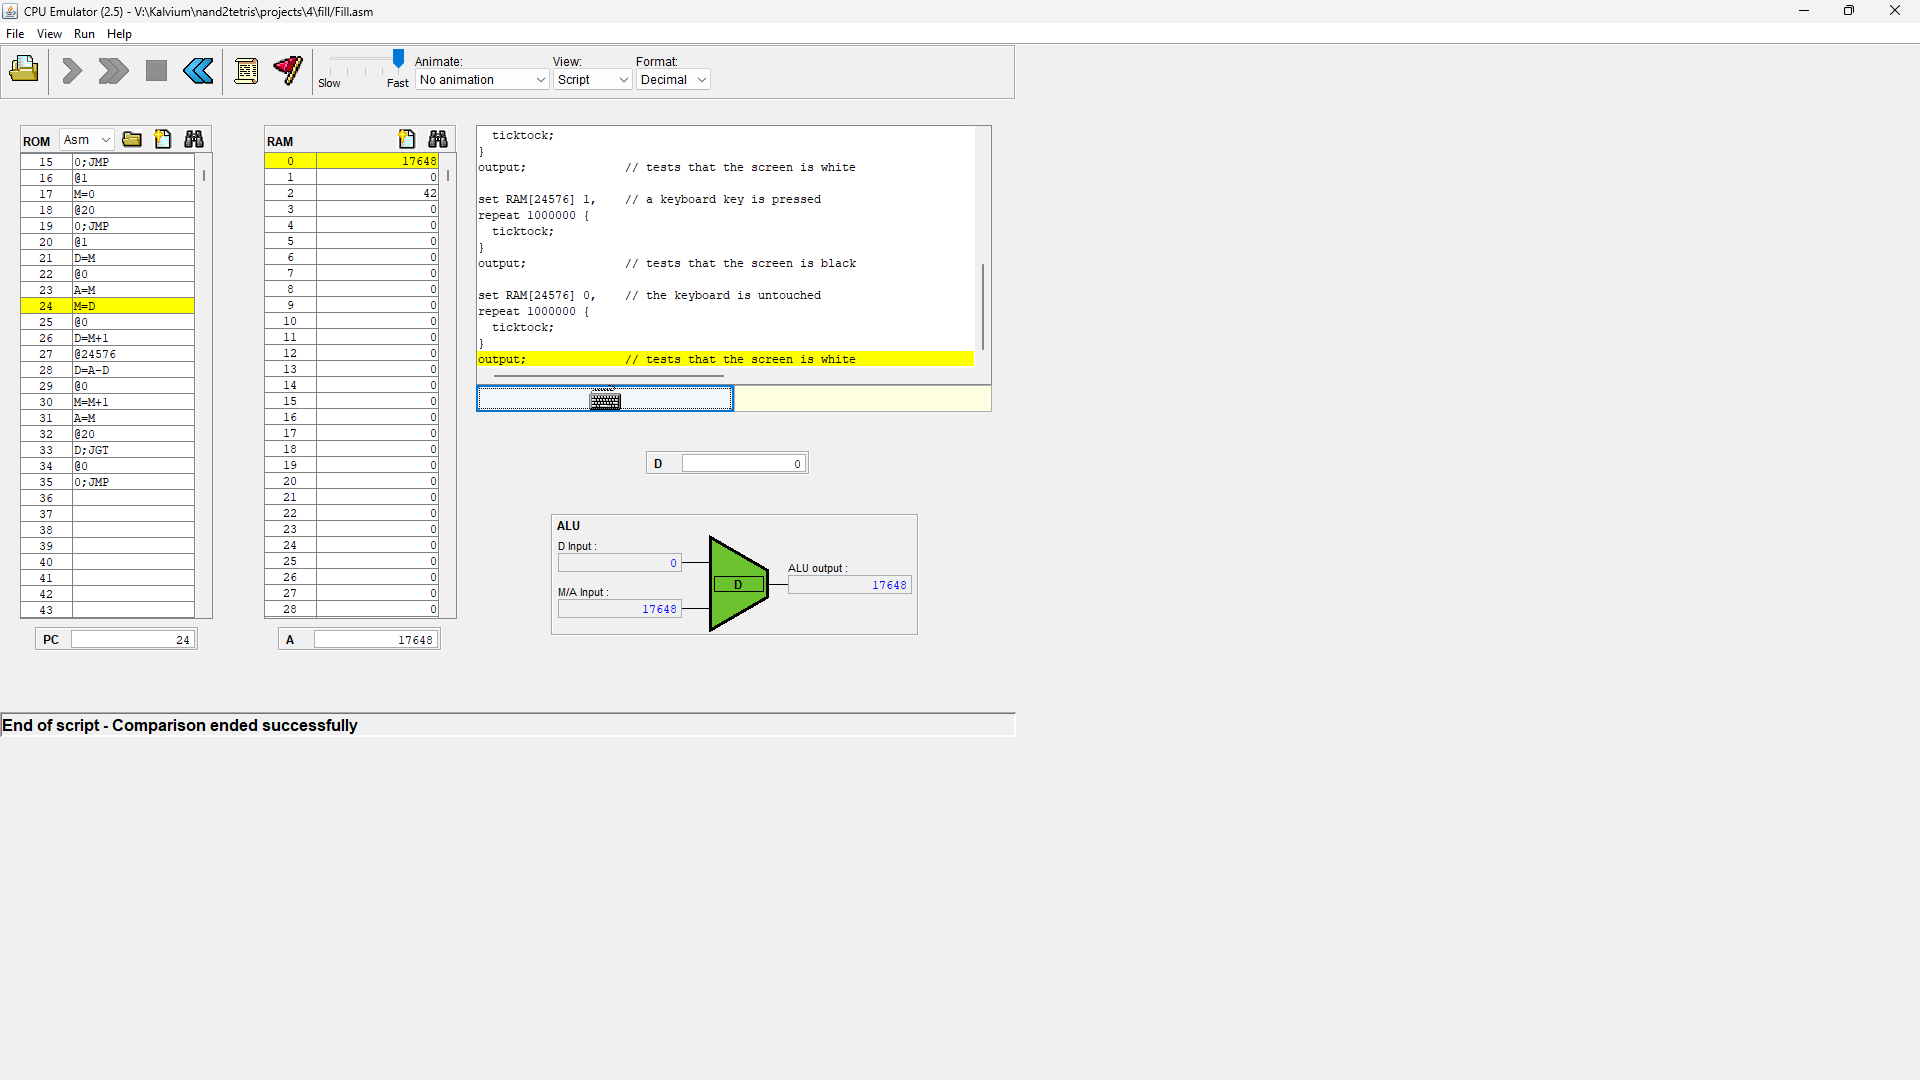 CPU Emulator (2.5) - V:\Kalvium\nand2tetris\projects\4\fill/Fill.asm
File View Run Help
Slow Fast
Animate: View: Format:
No animation Script Decimal
ROM Asm
15 0;JMP
16 @1
17 M=0
18 @20
19 0;JMP
20 @1
21 D=M
22 @0
23 A=M
24 M=D
25 @0
26 D=M+1
27 @24576
28 D=A-D
29 @0
30 M=M+1
31 A=M
32 @20
33 D;JGT
34 @0
35 0;JMP
36
37
38
39
40
41
42
43
PC 24
RAM
0 17648
1 0
2 42
3 0
4 0
5 0
6 0
7 0
8 0
9 0
10 0
11 0
12 0
13 0
14 0
15 0
16 0
17 0
18 0
19 0
20 0
21 0
22 0
23 0
24 0
25 0
26 0
27 0
28 0
A 17648
ticktock;
}
output; // tests that the screen is white
set RAM[24576] 1, // a keyboard key is pressed
repeat 1000000 {
ticktock;
}
output; // tests that the screen is black
set RAM[24576] 0, // the keyboard is untouched
repeat 1000000 {
ticktock;
}
output; // tests that the screen is white
D 0
ALU
D Input : 
0
M/A Input :
17648
D
ALU output :
17648
End of script - Comparison ended successfully